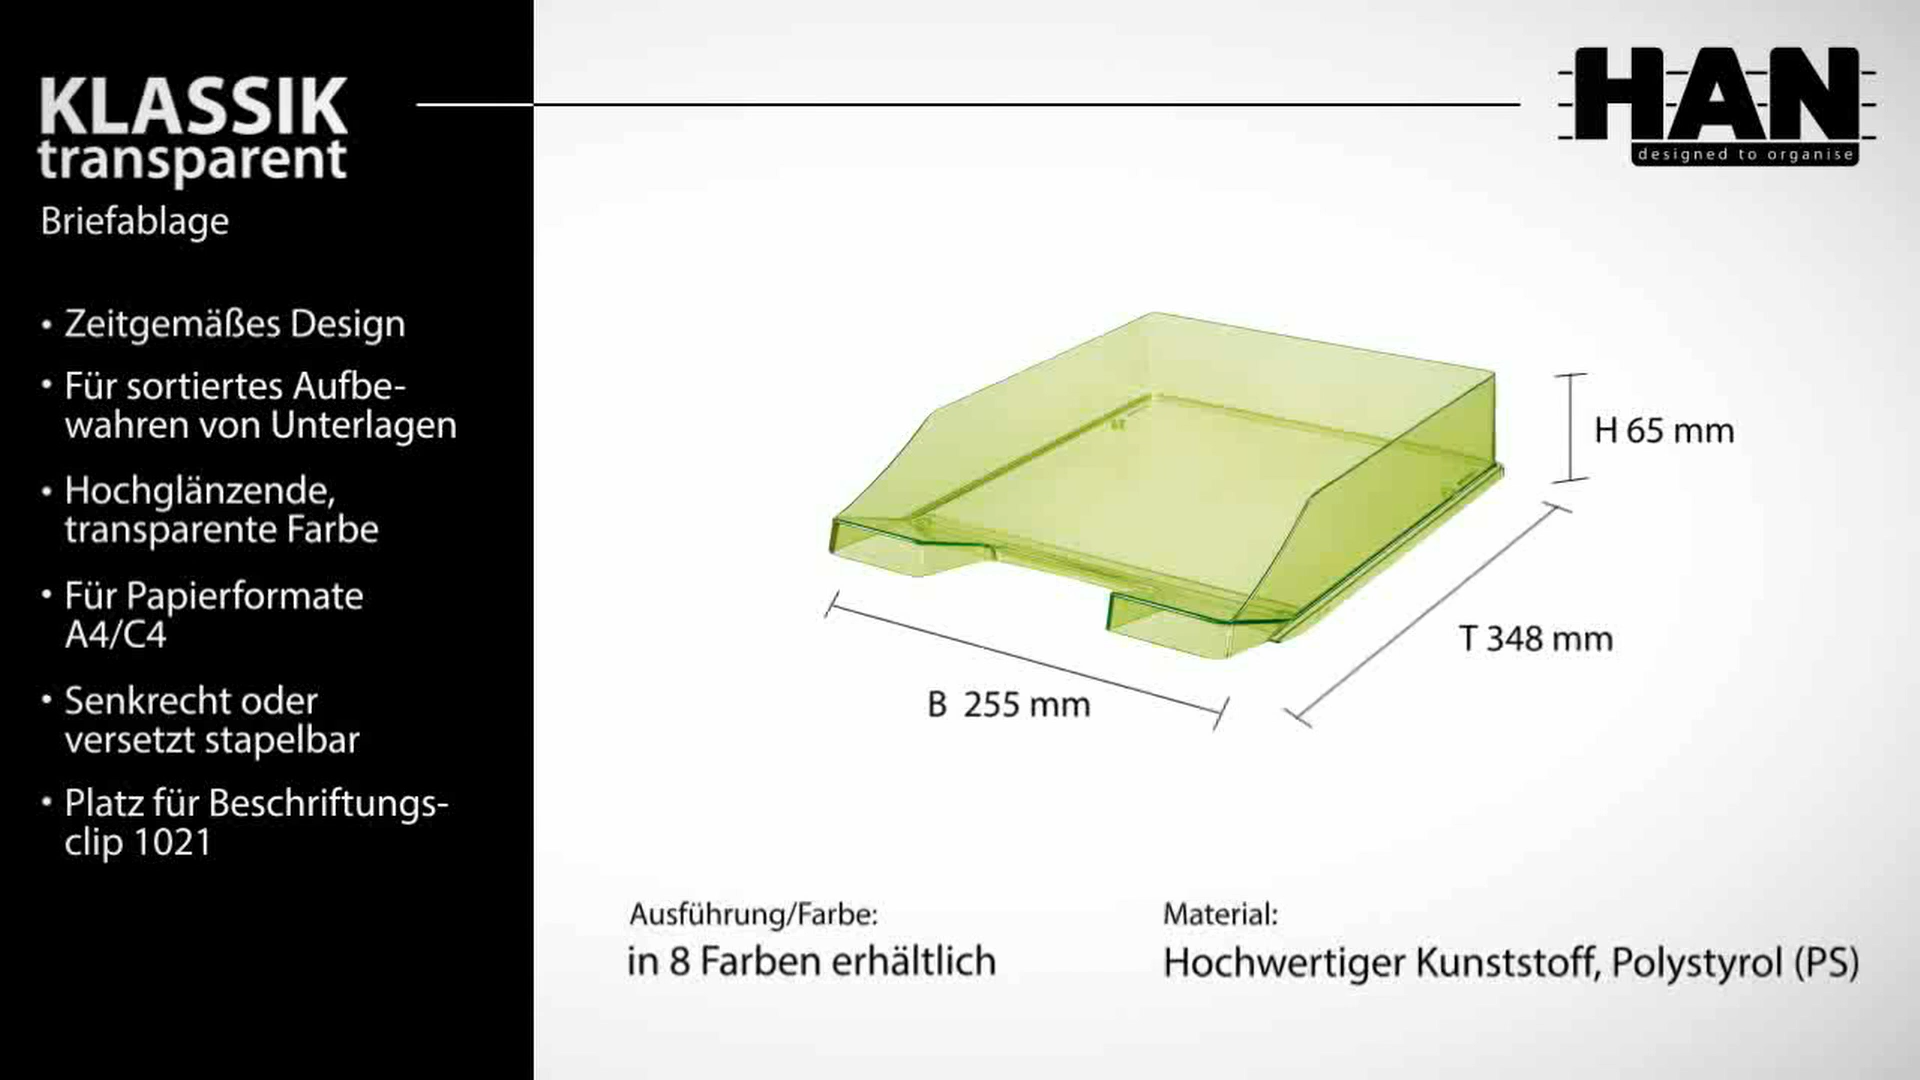 KLASSIK
transparent
Briefablage
• Zeitgemäßes Design
• Für sortiertes Aufbe-
wahren von Unterlagen
• Hochglänzende,
transparente Farbe
• Für Papierformate
A4/C4
• Senkrecht oder
versetzt stapelbar
• Platz für Beschriftungs-
clip 1021
HAN
designed to organise
H 65 mm
T 348 mm
B 255 mm
Ausführung/Farbe:
in 8 Farben erhältlich
Material:
Hochwertiger Kunststoff, Polystyrol (PS)